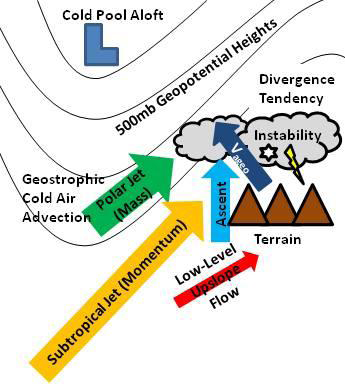 Cold Pool Aloft
L
500mb Geopotential Heights
Divergence
Tendency
Instability
Vageo
Geostrophic
Cold Air
Advection
Polar Jet
(Mass)
Ascent
Terrain
Low-Level
Upslope
Flow
Subtropical Jet (Momentum)